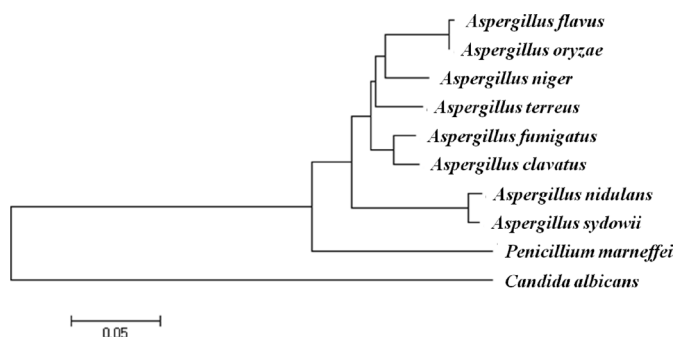 Aspergillus flavus
Aspergillus oryzae
Aspergillus niger
Aspergillus terreus
Aspergillus fumigatus
Aspergillus clavatus
Aspergillus nidulans
Aspergillus sydowii
Penicillium marneffei
Candida albicans
0.05